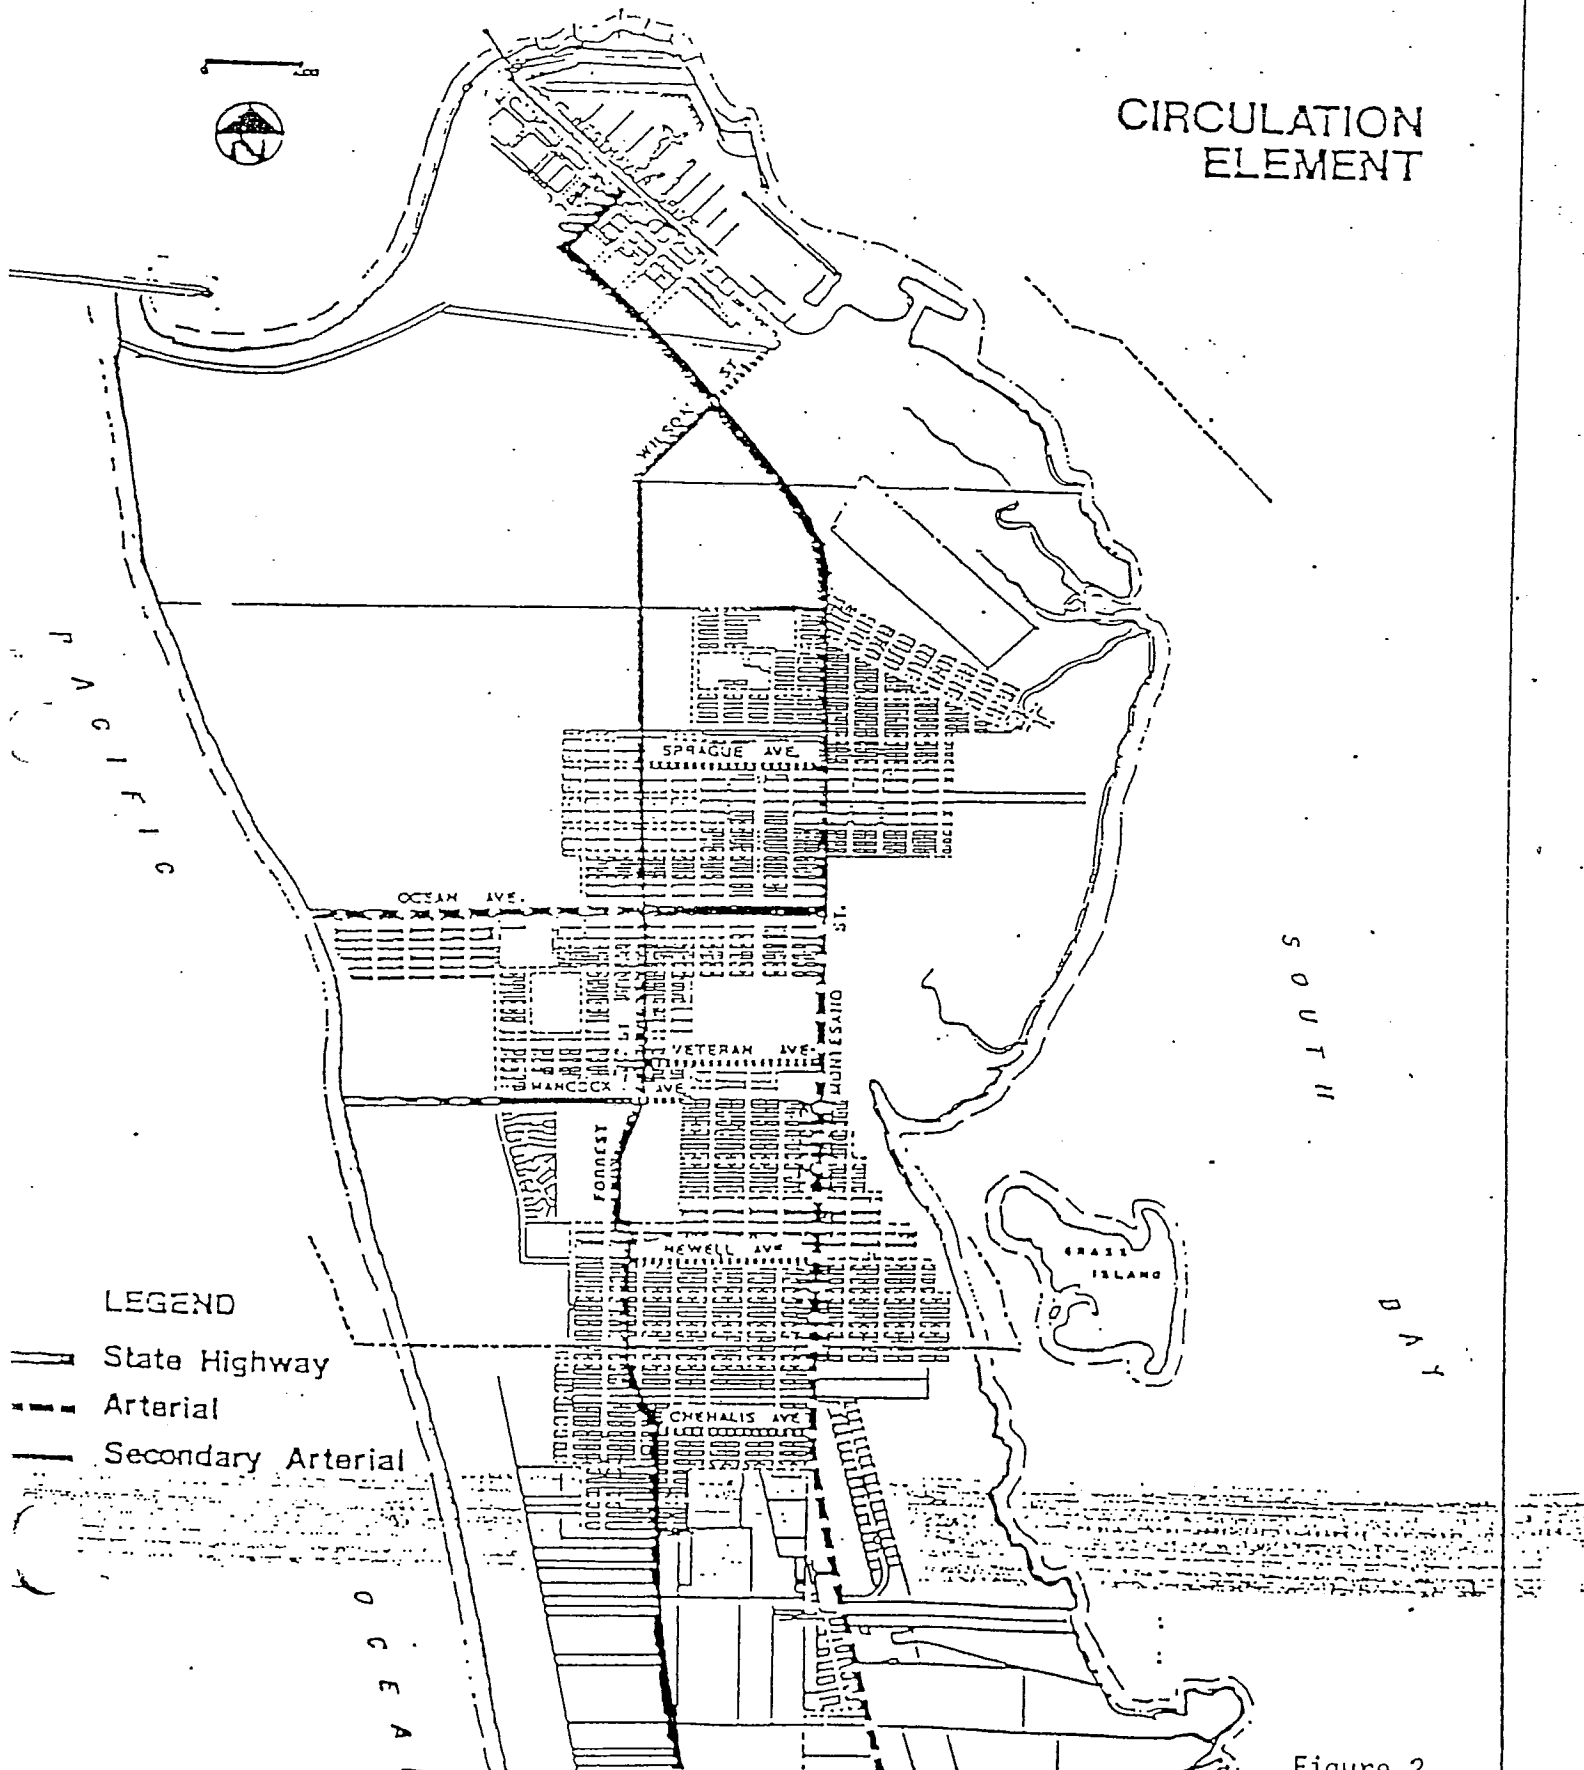 CIRCULATION
ELEMENT
WILSON ST.
SPRAGUE AVE.
OCEAN AVE.
MONTESANO ST.
VETERAN AVE.
HANCOCK AVE.
FORREST ST.
NEWELL AVE
CHEHALIS AVE
GRASS
ISLAND
PACIFIC
OCEA
SOUTH
BAY
LEGEND
State Highway
Arterial
Secondary Arterial
Figure 2